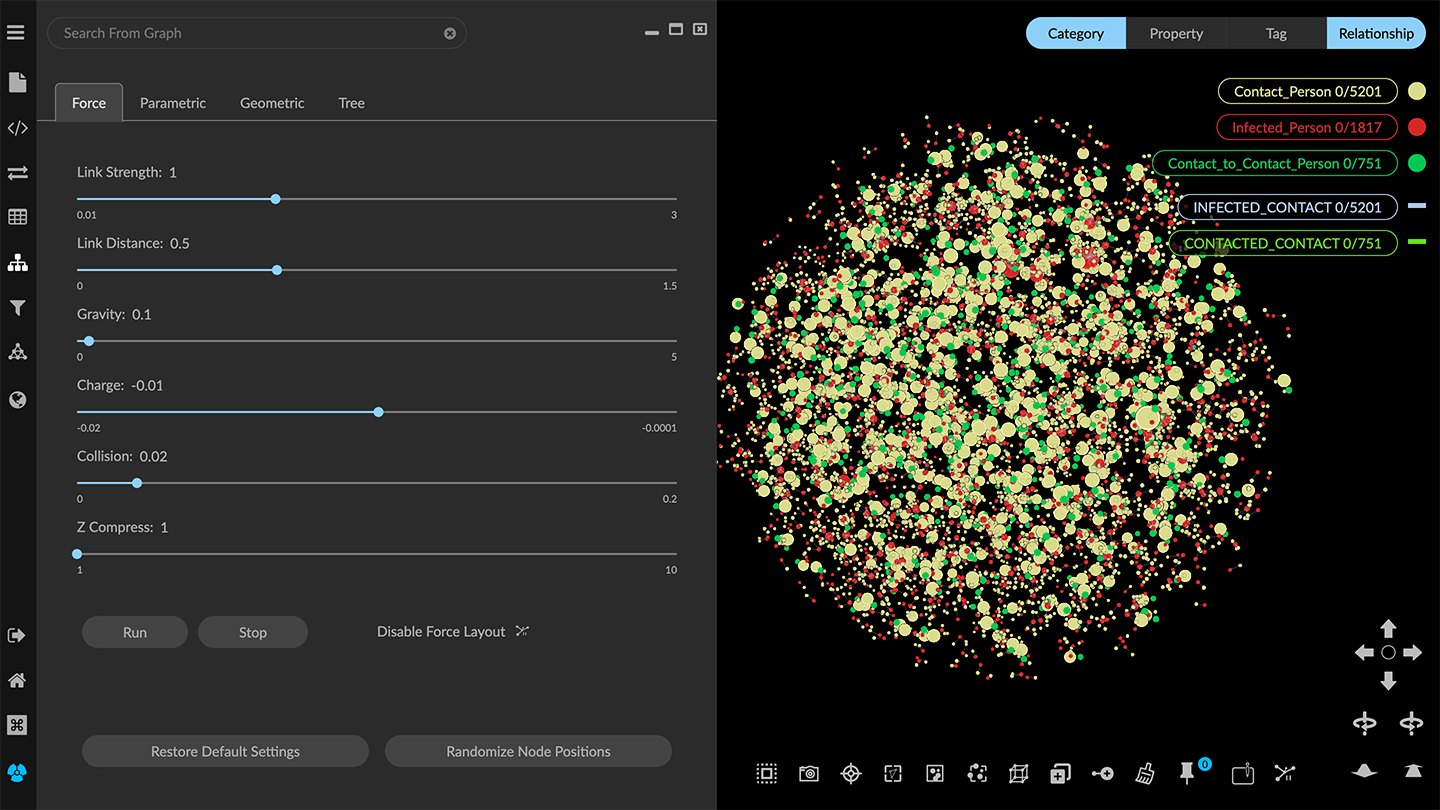 Search From Graph
Category
Property
Tag
Relationship
Force
Parametric
Geometric
Tree
Contact_Person 0/5201
Infected_Person 0/1817
Contact_to_Contact_Person 0/751
INFECTED_CONTACT 0/5201
CONTACTED_CONTACT 0/751
Link Strength: 1
0.01
3
Link Distance: 0.5
0
1.5
Gravity: 0.1
0
5
Charge: -0.01
-0.02
-0.0001
Collision: 0.02
0
0.2
Z Compress: 1
1
10
Run
Stop
Disable Force Layout
Restore Default Settings
Randomize Node Positions
0